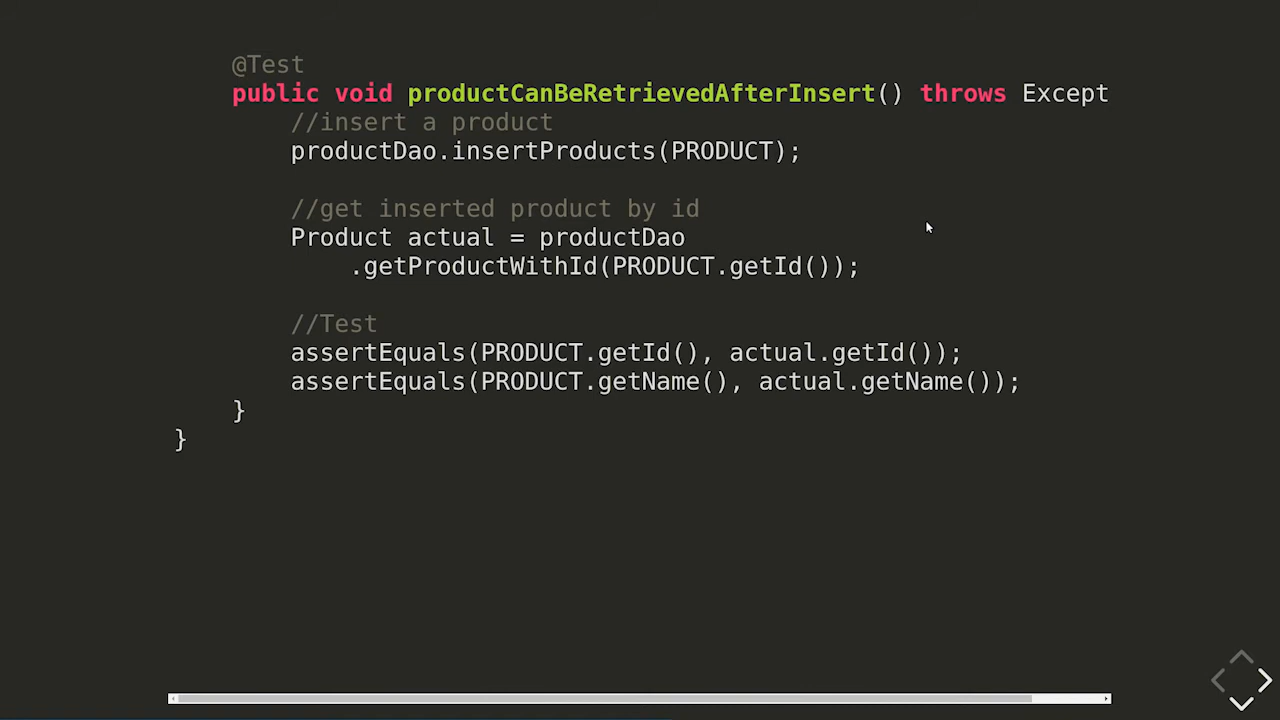 @Test
public void productCanBeRetrievedAfterInsert() throws Except
//insert a product
productDao.insertProducts(PRODUCT);
//get inserted product by id
Product actual = productDao
.getProductWithId(PRODUCT.getId());
//Test
assertEquals(PRODUCT.getId(), actual.getId());
assertEquals(PRODUCT.getName(), actual.getName());
}
}